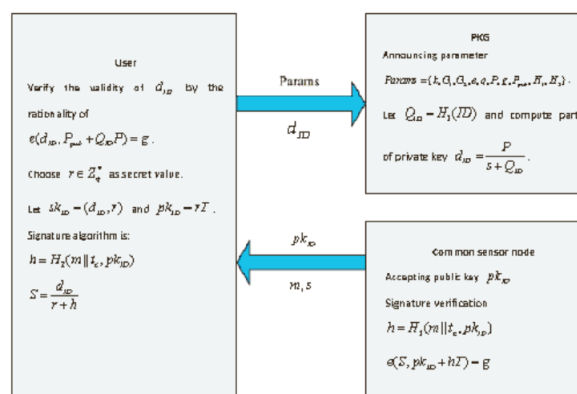 User
Verify the validity of d_ID by the
rationality of
e(d_ID, P_pub + Q_ID P) = g.
Choose r ∈ Z_q* as secret value.
Let sk_ID = (d_ID, r) and pk_ID = rT.
Signature algorithm is:
h = H_2(m || t_c, pk_ID)
S = d_ID / (r + h)
Params
d_ID
pk_ID
m, s
PKG
Announcing parameter
Params = {k, G_1, G_2, e, q, P, g, P_pub, H_1, H_2}.
Let Q_ID = H_1(ID) and compute part
of private key d_ID = P / (s + Q_ID)
Common sensor node
Accepting public key pk_ID
Signature verification
h = H_1(m || t_c, pk_ID)
e(S, pk_ID + hT) = g